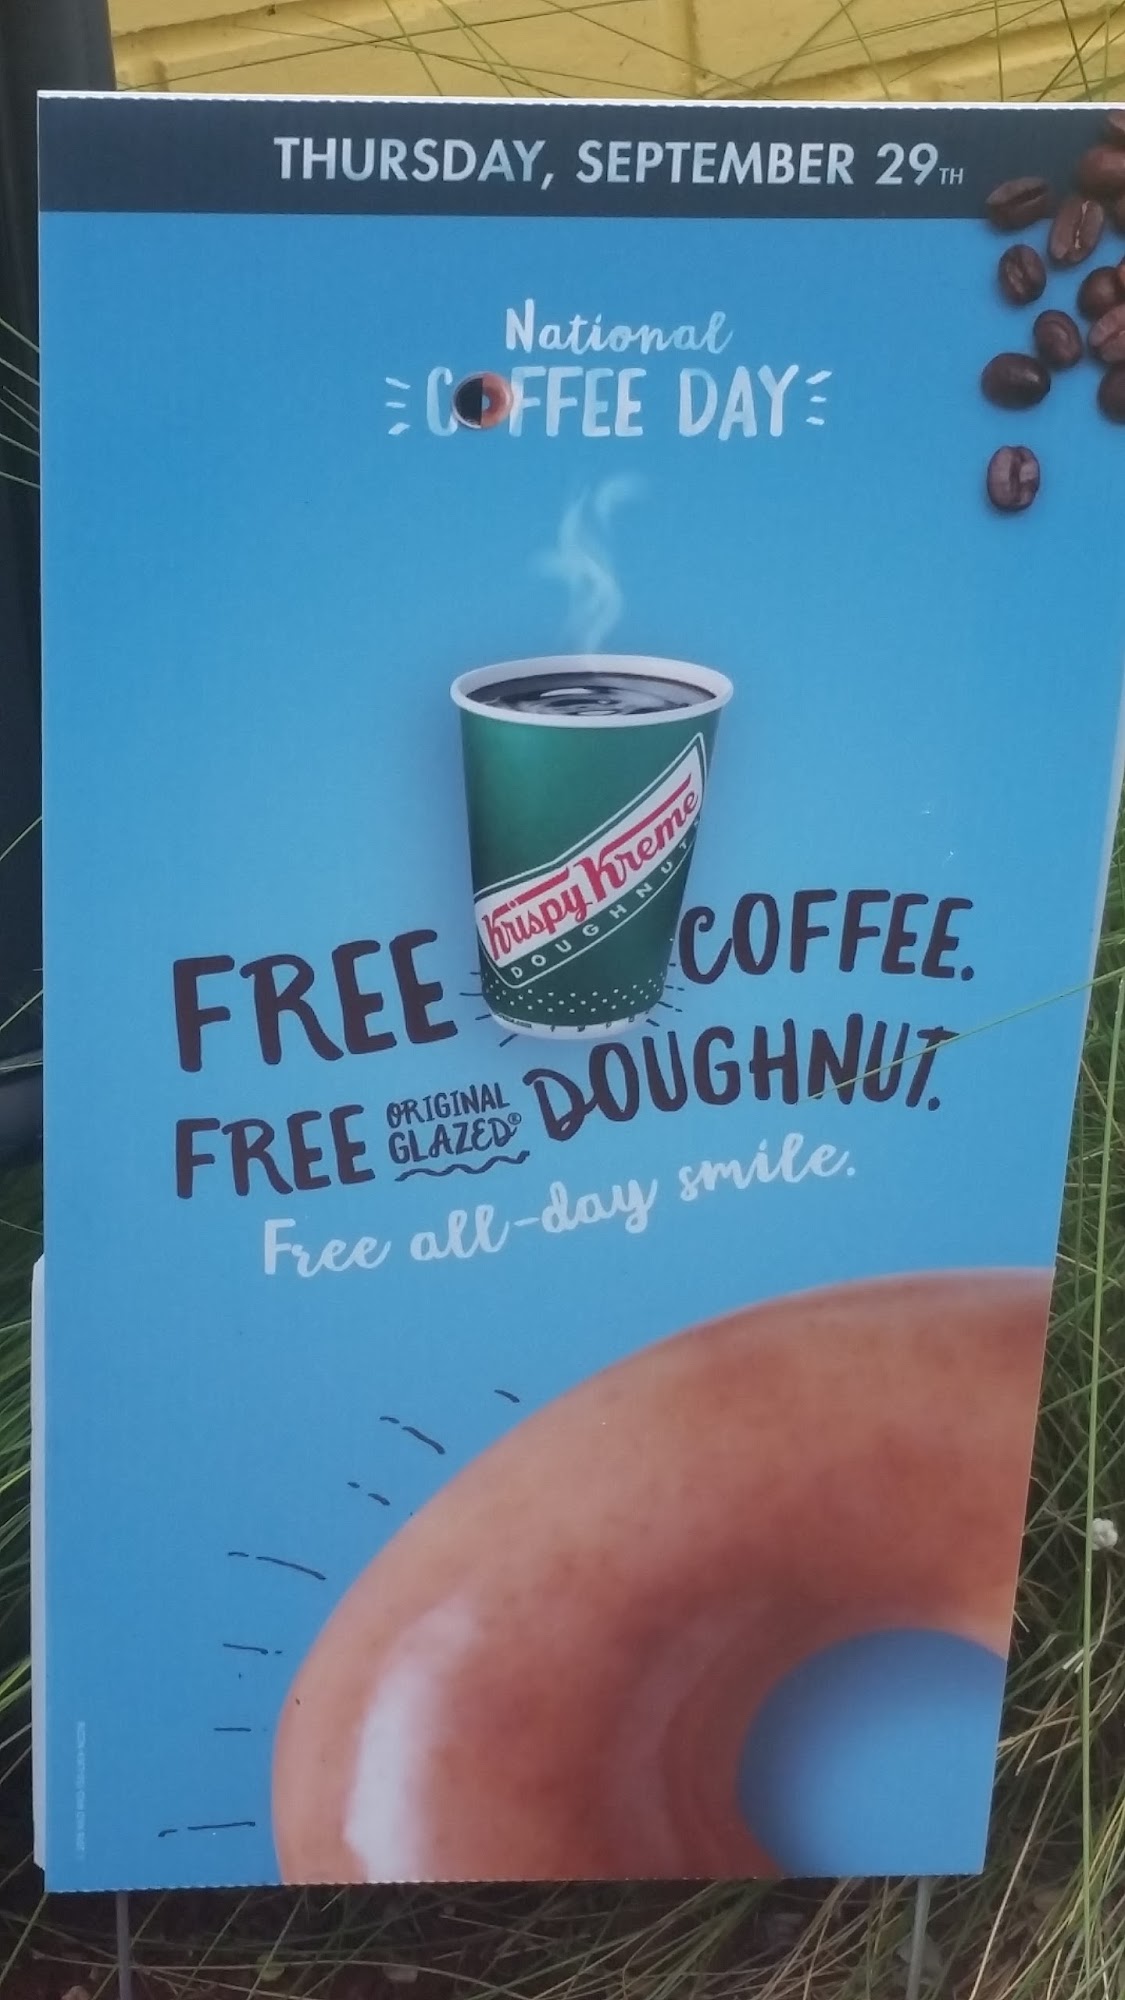 THURSDAY, SEPTEMBER 29TH
National
COFFEE DAY
Krispy Kreme
DOUGHNUTS
FREE COFFEE.
FREE ORIGINAL GLAZED® DOUGHNUT.
Free all-day smile.